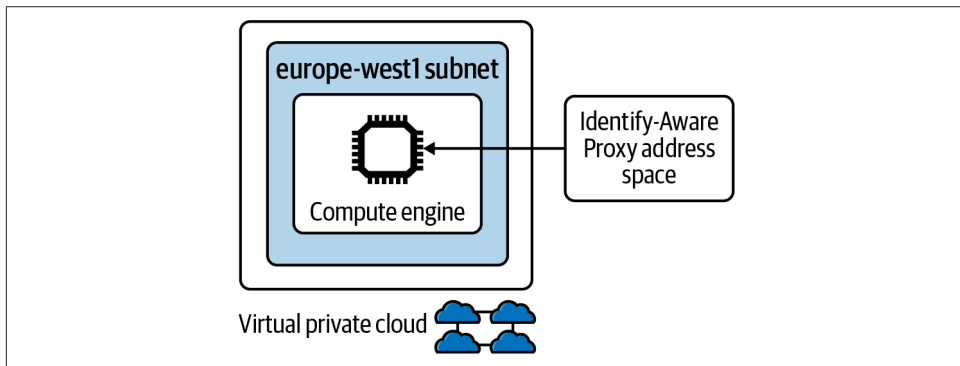 europe-west1 subnet
Compute engine
Identify-Aware
Proxy address
space
Virtual private cloud